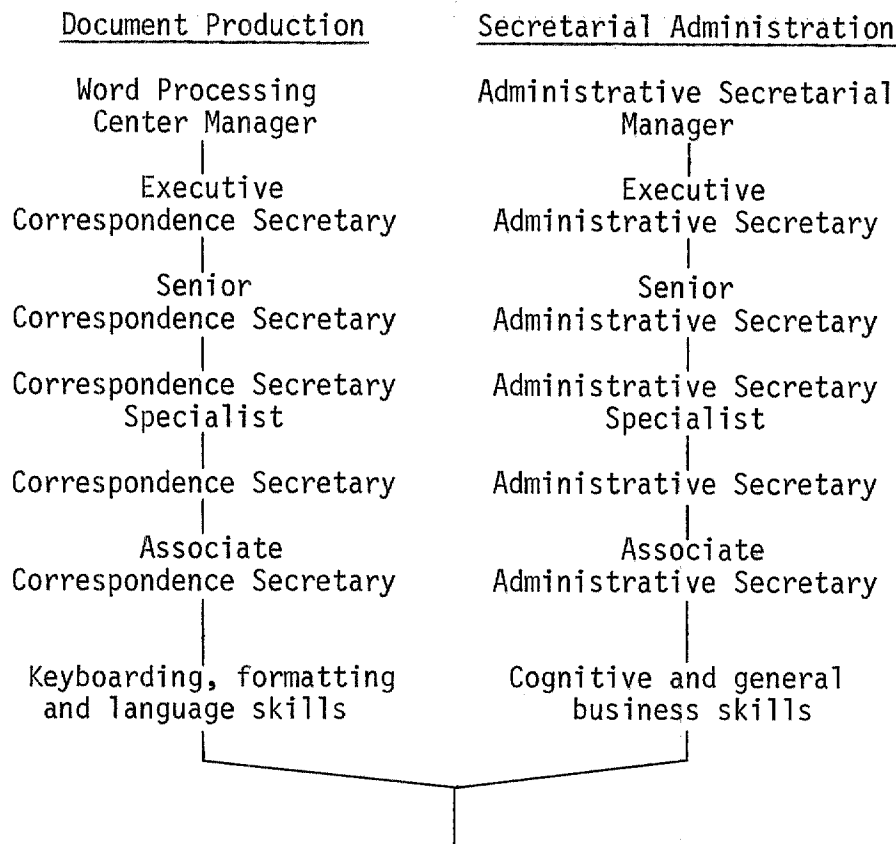 Document Production
Word Processing
Center Manager
Executive
Correspondence Secretary
Senior
Correspondence Secretary
Correspondence Secretary
Specialist
Correspondence Secretary
Associate
Correspondence Secretary
Keyboarding, formatting
and language skills
Secretarial Administration
Administrative Secretarial
Manager
Executive
Administrative Secretary
Senior
Administrative Secretary
Administrative Secretary
Specialist
Administrative Secretary
Associate
Administrative Secretary
Cognitive and general
business skills